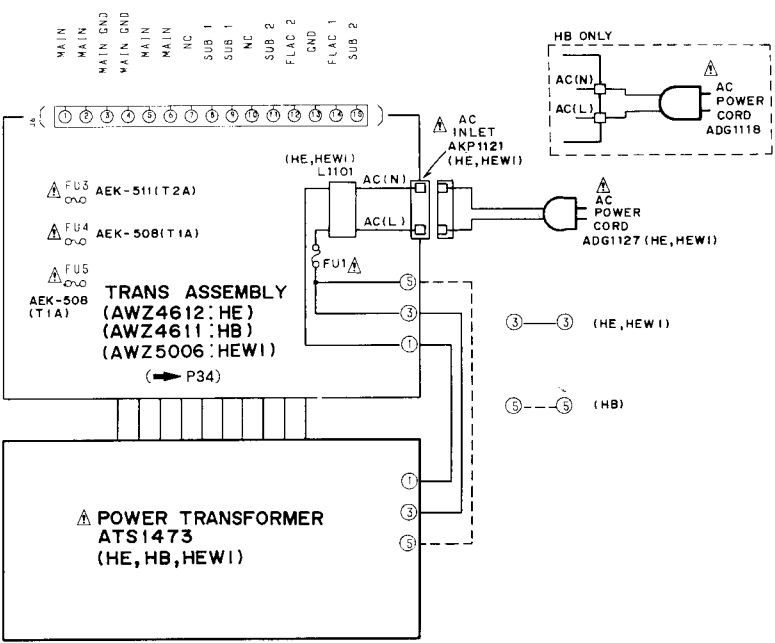 MAIN
MAIN
MAIN GND
MAIN GND
MAIN
MAIN
NC
SUB 1
SUB 1
NC
SUB 2
FLAC 2
GND
FLAC 1
SUB 2
J6
1 2 3 4 5 6 7 8 9 10 11 12 13 14 15
HB ONLY
AC(N)
AC(L)
AC
POWER
CORD
ADG1118
AC
INLET
AKP1121
(HE,HEWI)
(HE,HEWI)
L1101
AC(N)
AC(L)
FU1
AC
POWER
CORD
ADG1127 (HE,HEWI)
FU3 AEK-511(T2A)
FU4 AEK-508(T1A)
FU5
AEK-508
(T1A)
TRANS ASSEMBLY
(AWZ4612:HE)
(AWZ4611:HB)
(AWZ5006:HEWI)
(➡ P34)
5
3
1
3 3 (HE,HEWI)
5 5 (HB)
1
3
5
POWER TRANSFORMER
ATS1473
(HE,HB,HEWI)